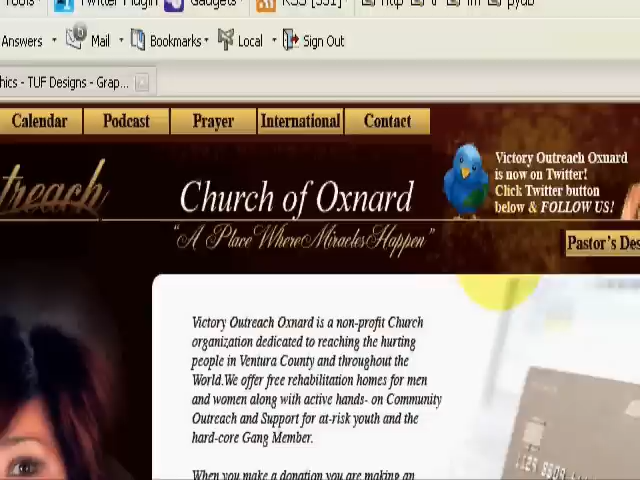 Tools Twitter Plugin Gadgets RSS [331] http
Answers Mail Bookmarks Local Sign Out
hics - TUF Designs - Grap...
Calendar Podcast Prayer International Contact
treach
Church of Oxnard
"A Place Where Miracles Happen"
Victory Outreach Oxnard
is now on Twitter!
Click Twitter button
below & FOLLOW US!
Pastor's Des
Victory Outreach Oxnard is a non-profit Church
organization dedicated to reaching the hurting
people in Ventura County and throughout the
World.We offer free rehabilitation homes for men
and women along with active hands- on Community
Outreach and Support for at-risk youth and the
hard-core Gang Member.
When you make a donation you are making an